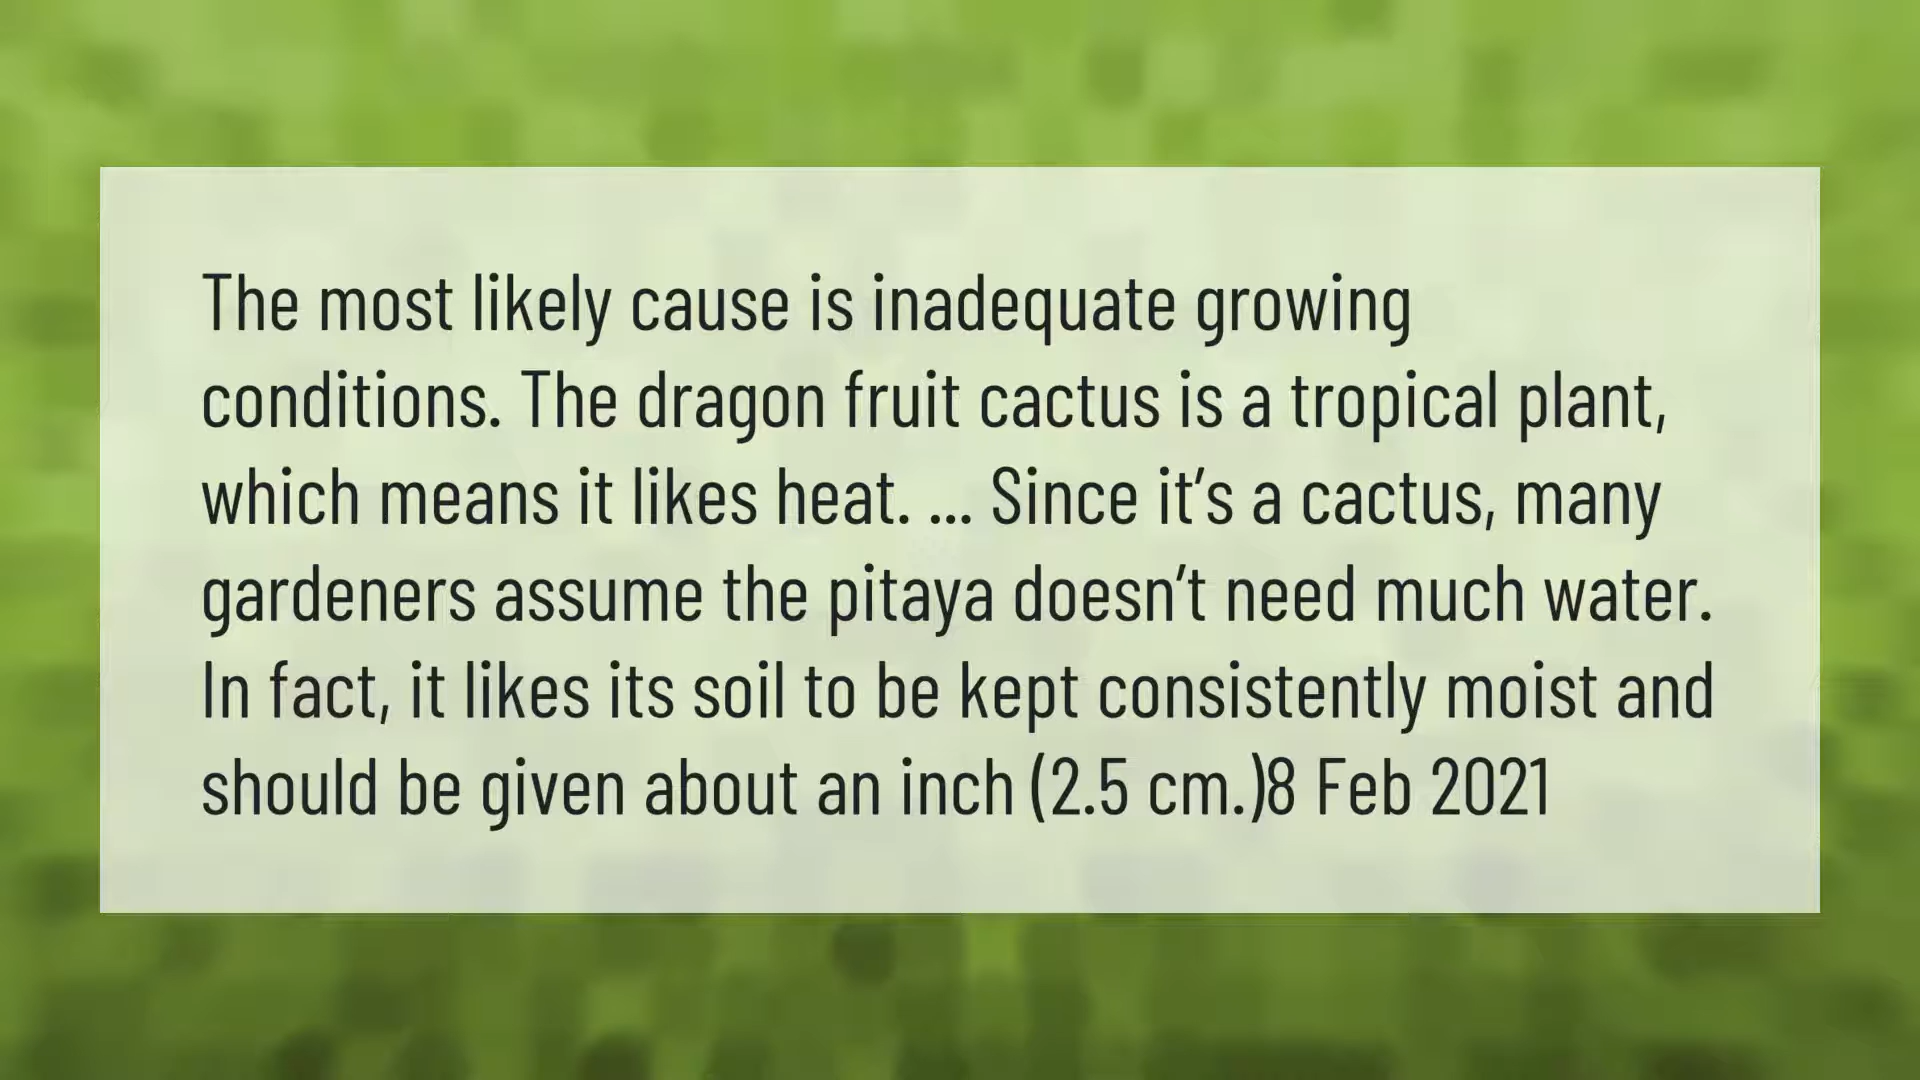 The most likely cause is inadequate growing
conditions. The dragon fruit cactus is a tropical plant,
which means it likes heat. ... Since it’s a cactus, many
gardeners assume the pitaya doesn’t need much water.
In fact, it likes its soil to be kept consistently moist and
should be given about an inch (2.5 cm.)8 Feb 2021